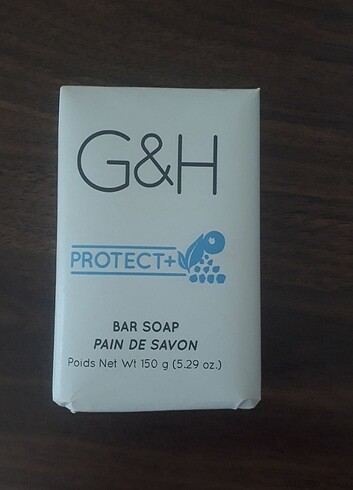 G&H
PROTECT+
BAR SOAP
PAIN DE SAVON
Poids Net Wt 150 g (5.29 oz.)